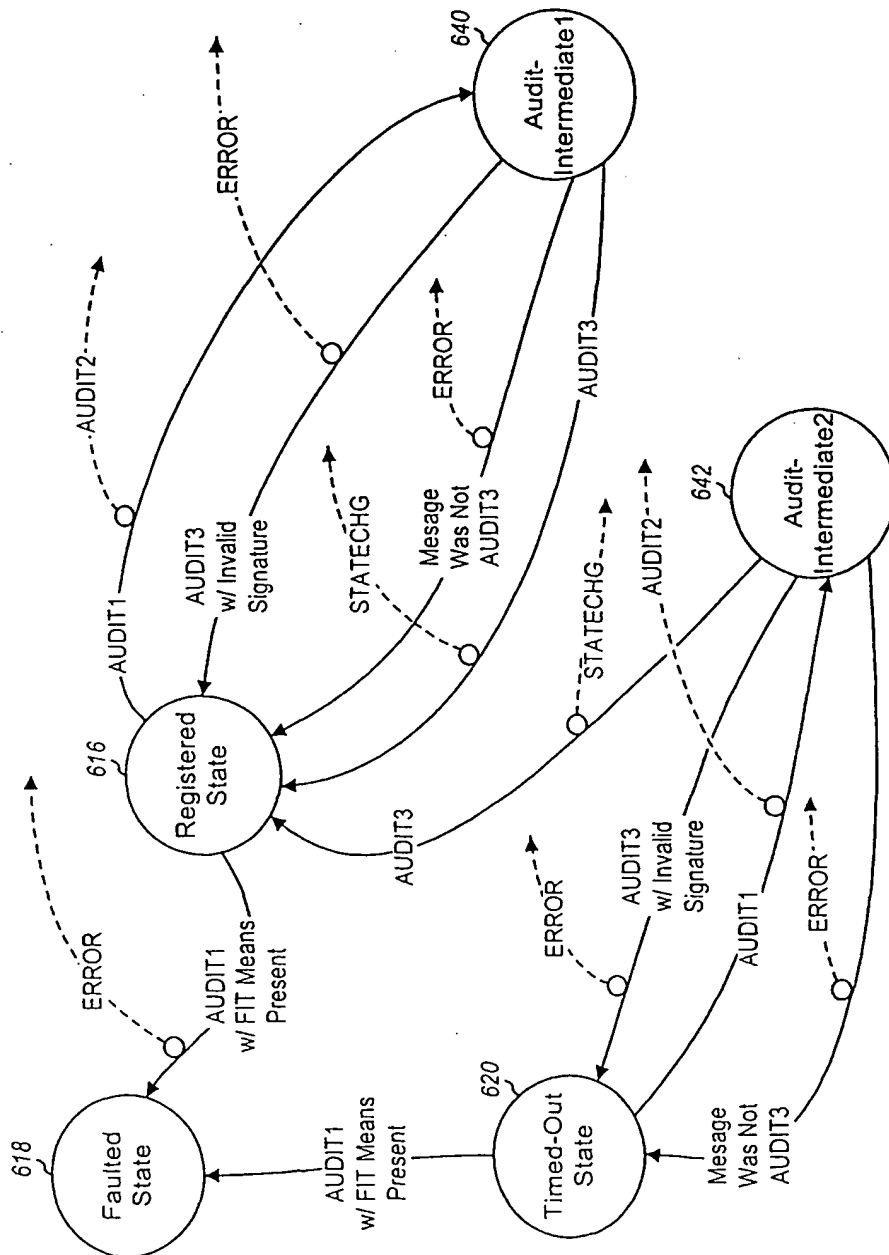 618
Faulted
State
ERROR
AUDIT1
w/ FIT Means
Present
616
Registered
State
AUDIT1
AUDIT2
AUDIT3
w/ Invalid
Signature
ERROR
STATECHG
Mesage
Was Not
AUDIT3
ERROR
AUDIT3
640
Audit-
Intermediate1
AUDIT1
w/ FIT Means
Present
620
Timed-Out
State
AUDIT3
STATECHG
ERROR
AUDIT3
w/ Invalid
Signature
AUDIT2
AUDIT1
ERROR
Mesage
Was Not
AUDIT3
642
Audit-
Intermediate2